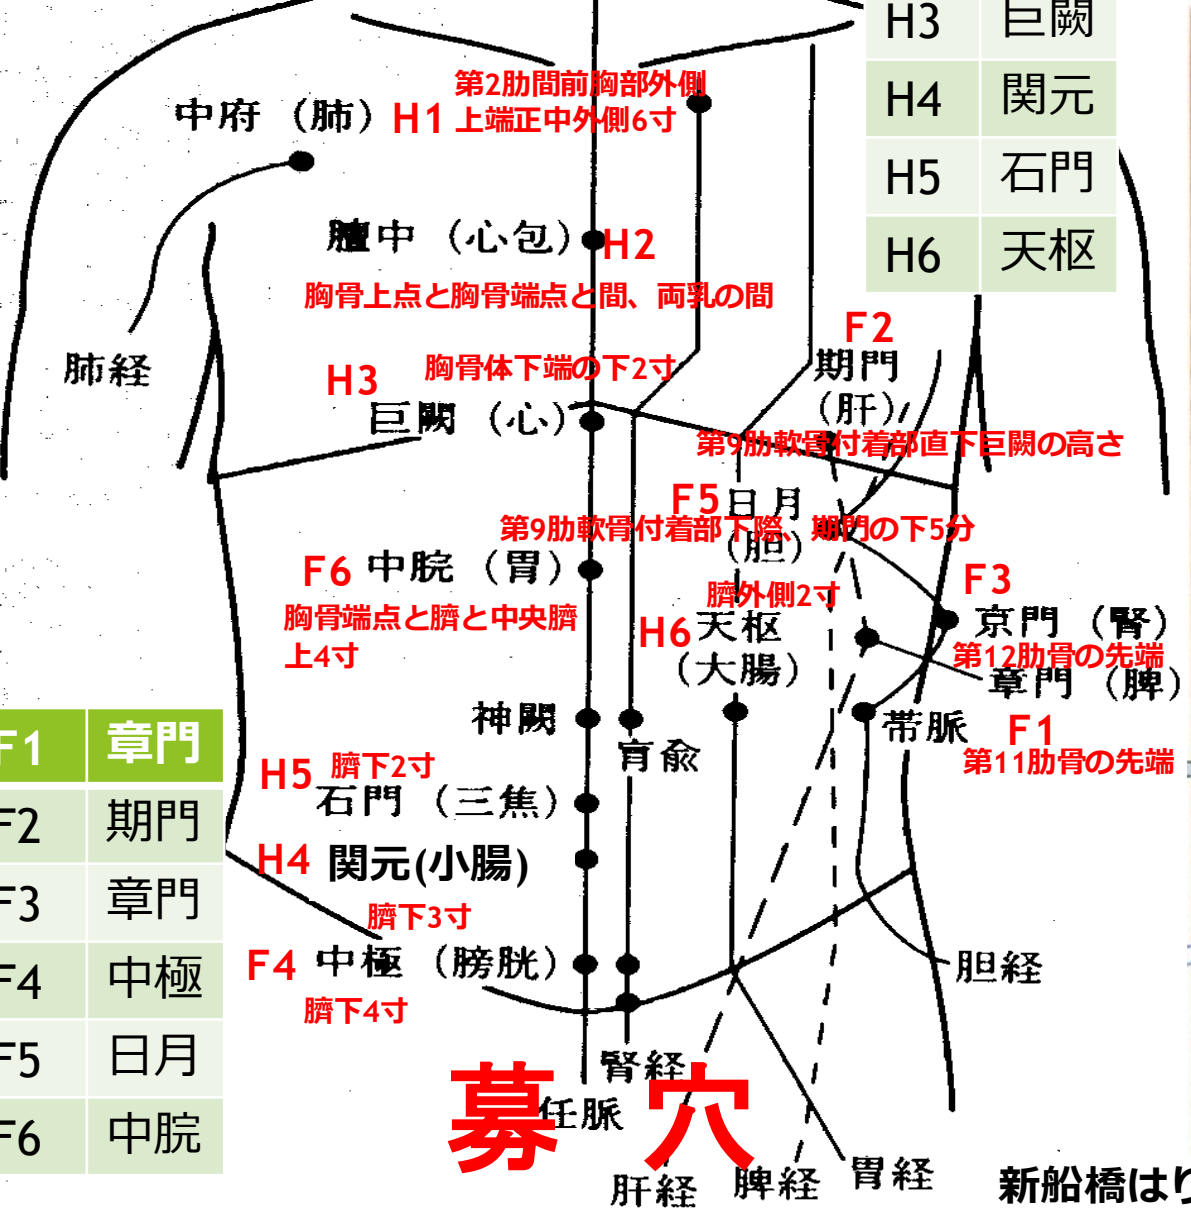 H3 巨闕
H4 関元
H5 石門
H6 天枢
第2肋間前胸部外側
中府（肺） H1 上端正中外側6寸
膻中（心包） H2
胸骨上点と胸骨端点と間、両乳の間
肺経
胸骨体下端の下2寸
H3
巨闕（心）
F2
期門
（肝）
第9肋軟骨付着部直下巨闕の高さ
F5 日月
第9肋軟骨付着部下際、期門の下5分
（胆）
F6 中脘（胃）
胸骨端点と臍と中央臍
上4寸
臍外側2寸
H6 天枢
（大腸）
F3
京門（腎）
第12肋骨の先端
章門（脾）
F1
第11肋骨の先端
帯脈
神闕
肓兪
H5 臍下2寸
石門（三焦）
H4 関元(小腸)
臍下3寸
F4 中極（膀胱）
臍下4寸
F1 章門
F2 期門
F3 章門
F4 中極
F5 日月
F6 中脘
胆経
腎経
任脈
募穴
肝経
脾経
胃経
新船橋は